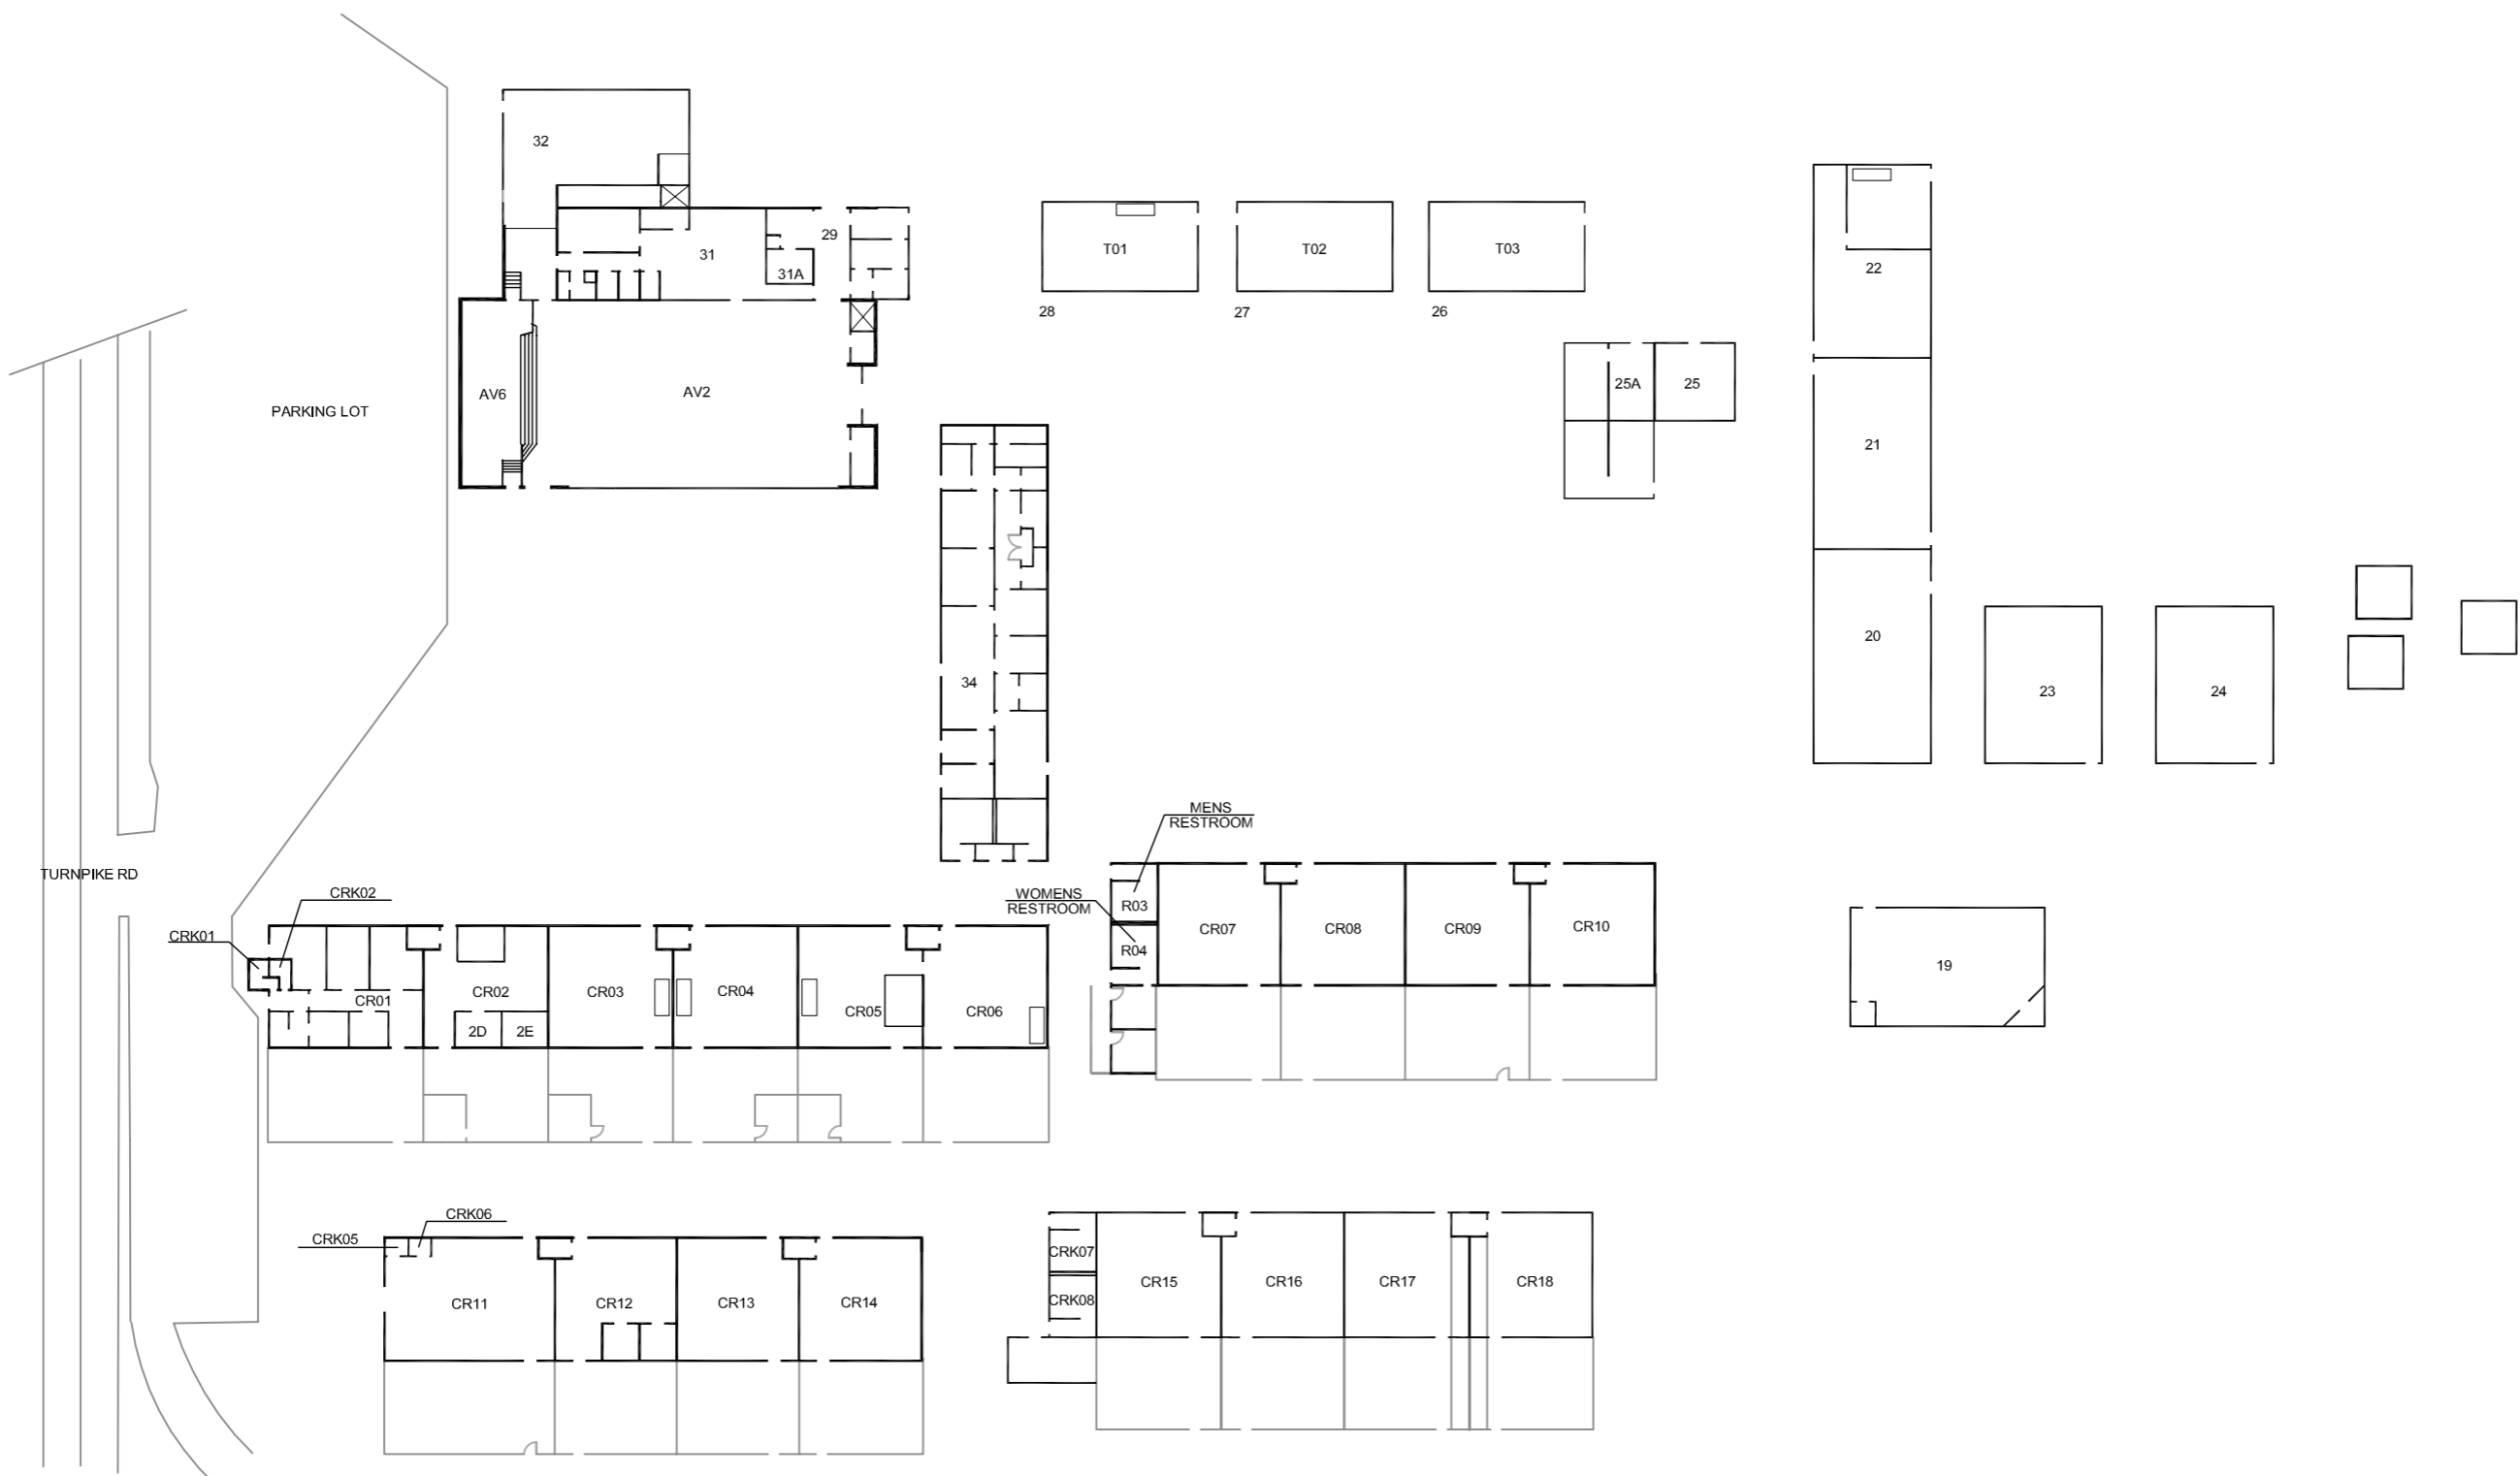 32
31
29
31A
T01
T02
T03
22
28
27
26
25A
25
AV6
AV2
PARKING LOT
21
20
34
23
24
MENS
RESTROOM
TURNPIKE RD
CRK02
WOMENS
RESTROOM
R03
CRK01
R04
CR07
CR08
CR09
CR10
19
CR01
CR02
CR03
CR04
CR05
CR06
2D
2E
CRK06
CRK05
CRK07
CRK08
CR11
CR12
CR13
CR14
CR15
CR16
CR17
CR18